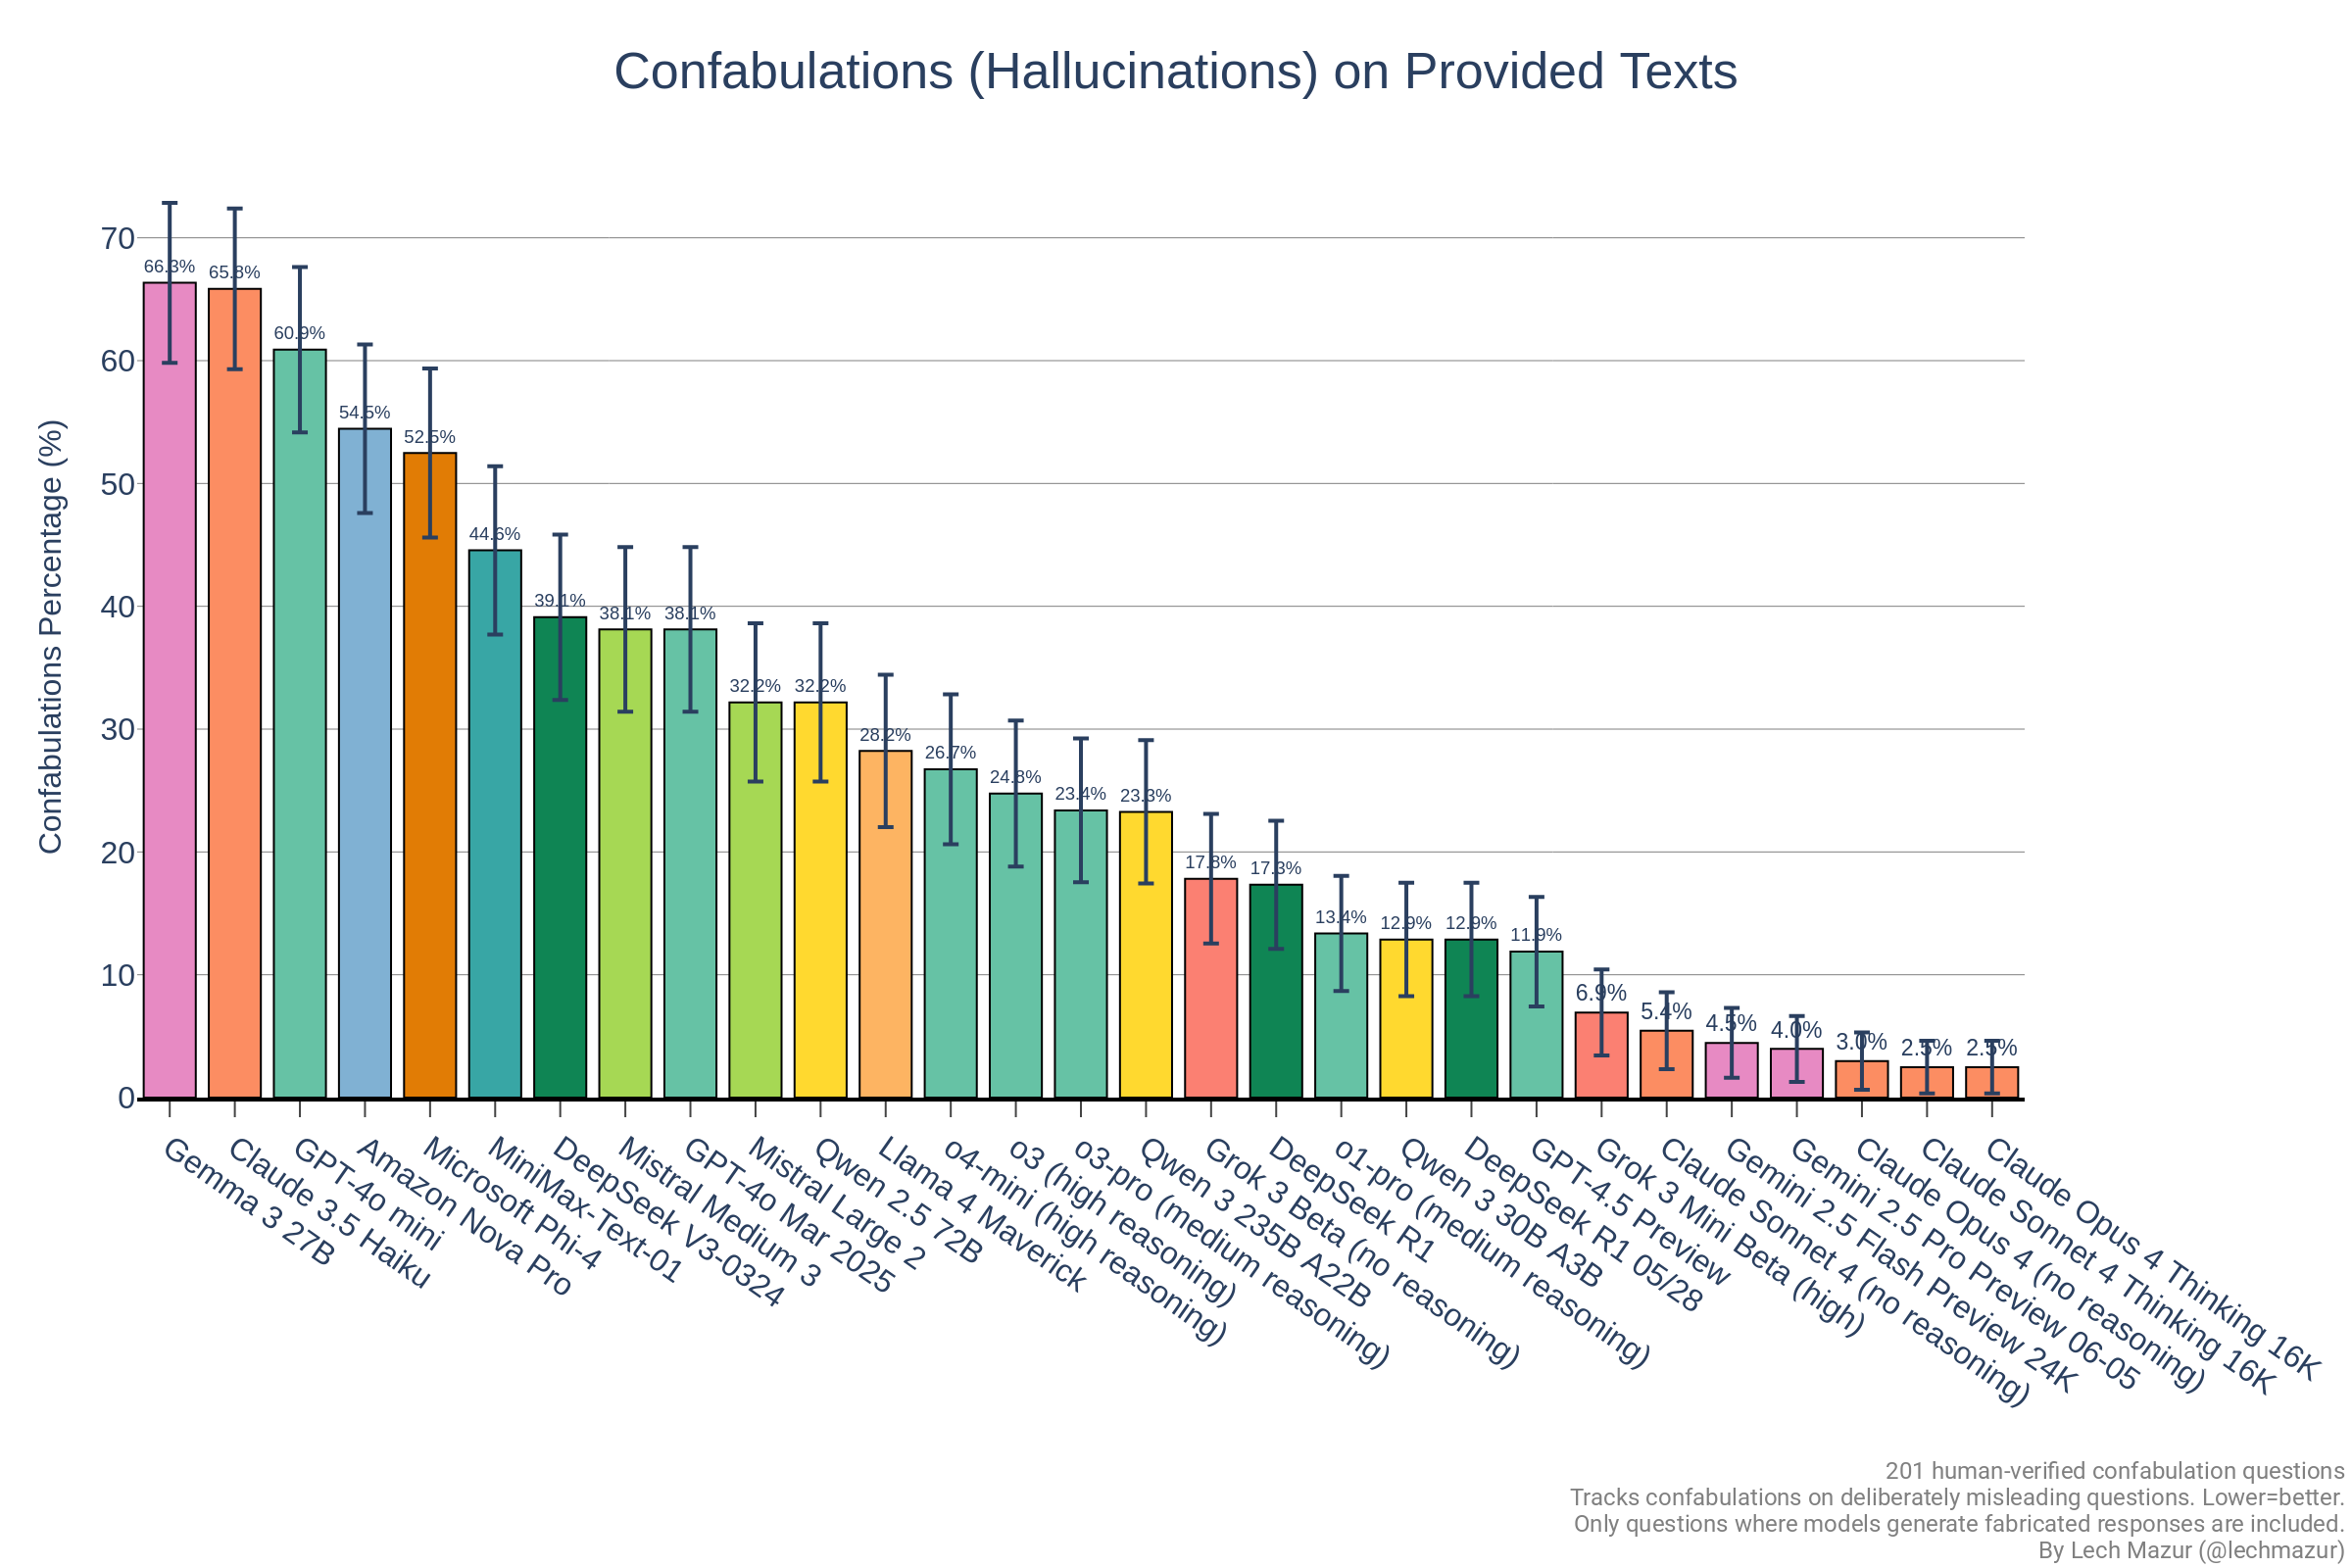 Confabulations (Hallucinations) on Provided Texts
Confabulations Percentage (%)
70
60
50
40
30
20
10
0
66.3%
65.8%
60.9%
54.5%
52.5%
44.6%
39.1%
38.1%
38.1%
32.2%
32.2%
28.2%
26.7%
24.8%
23.4%
23.3%
17.8%
17.3%
13.4%
12.9%
12.9%
11.9%
6.9%
5.4%
4.5%
4.0%
3.0%
2.5%
2.5%
Gemma 3 27B
Claude 3.5 Haiku
GPT-4o mini
Amazon Nova Pro
Microsoft Phi-4
MiniMax-Text-01
DeepSeek V3-0324
Mistral Medium 3
GPT-4o Mar 2025
Mistral Large 2
Qwen 2.5 72B
Llama 4 Maverick
o4-mini (high reasoning)
o3 (high reasoning)
o3-pro (medium reasoning)
Qwen 3 235B A22B
Grok 3 Beta (no reasoning)
DeepSeek R1
o1-pro (medium reasoning)
Qwen 3 30B A3B
DeepSeek R1 05/28
GPT-4.5 Preview
Grok 3 Mini Beta (high)
Claude Sonnet 4 (no reasoning)
Gemini 2.5 Flash Preview 24K
Gemini 2.5 Pro Preview 06-05
Claude Opus 4 (no reasoning)
Claude Sonnet 4 Thinking 16K
Claude Opus 4 Thinking 16K
201 human-verified confabulation questions
Tracks confabulations on deliberately misleading questions. Lower=better.
Only questions where models generate fabricated responses are included.
By Lech Mazur (@lechmazur)